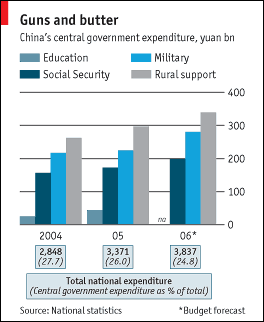 Guns and butter
China's central government expenditure, yuan bn
Education Military
Social Security Rural support
400
300
200
100
0
na
2004 05 06*
2,848 3,371 3,837
(27.7) (26.0) (24.8)
Total national expenditure
(Central government expenditure as % of total)
Source: National statistics *Budget forecast